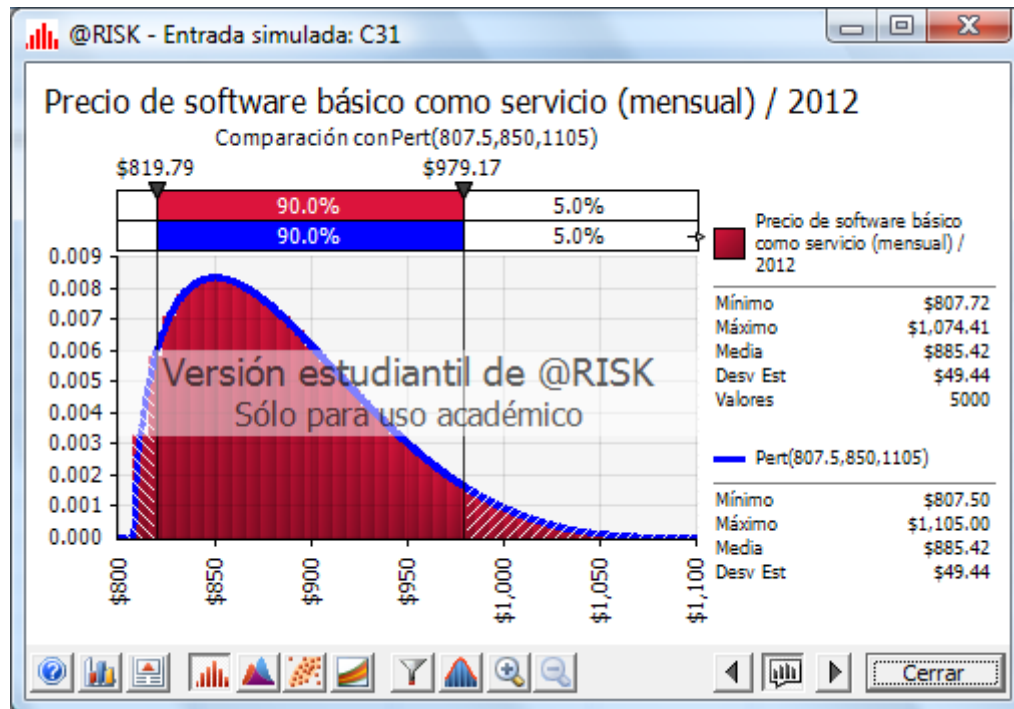 @RISK - Entrada simulada: C31
Precio de software básico como servicio (mensual) / 2012
Comparación con Pert(807.5,850,1105)
$819.79 $979.17
90.0% 5.0%
90.0% 5.0%
0.009
0.008
0.007
0.006
0.005
0.004
0.003
0.002
0.001
0.000
$800
$850
$900
$950
$1,000
$1,050
$1,100
Versión estudiantil de @RISK
Sólo para uso académico
Precio de software básico
como servicio (mensual) /
2012
Mínimo $807.72
Máximo $1,074.41
Media $885.42
Desv Est $49.44
Valores 5000
Pert(807.5,850,1105)
Mínimo $807.50
Máximo $1,105.00
Media $885.42
Desv Est $49.44
Cerrar